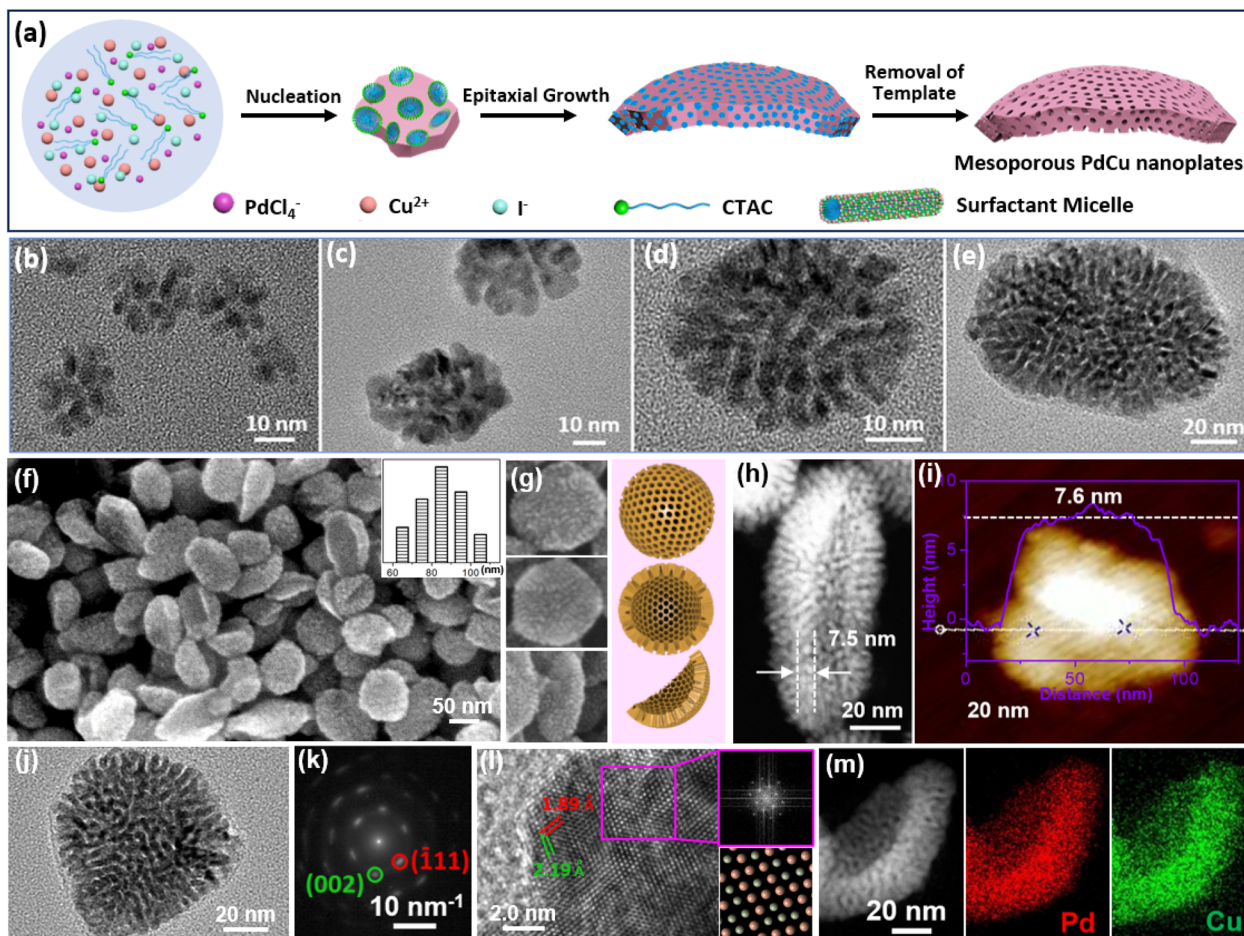 (a)
Nucleation
Epitaxial Growth
Removal of
Template
Mesoporous PdCu nanoplates
PdCl₄⁻
Cu²⁺
I⁻
CTAC
Surfactant Micelle
(b)
10 nm
(c)
10 nm
(d)
10 nm
(e)
20 nm
(f)
60 80 100 (nm)
50 nm
(g)
(h)
7.5 nm
20 nm
(i)
10
5
0
Height (nm)
7.6 nm
0 50 100
Distance (nm)
20 nm
(j)
20 nm
(k)
(002)
(1̄11)
10 nm⁻¹
(l)
1.89 Å
2.19 Å
2.0 nm
(m)
20 nm
Pd
Cu